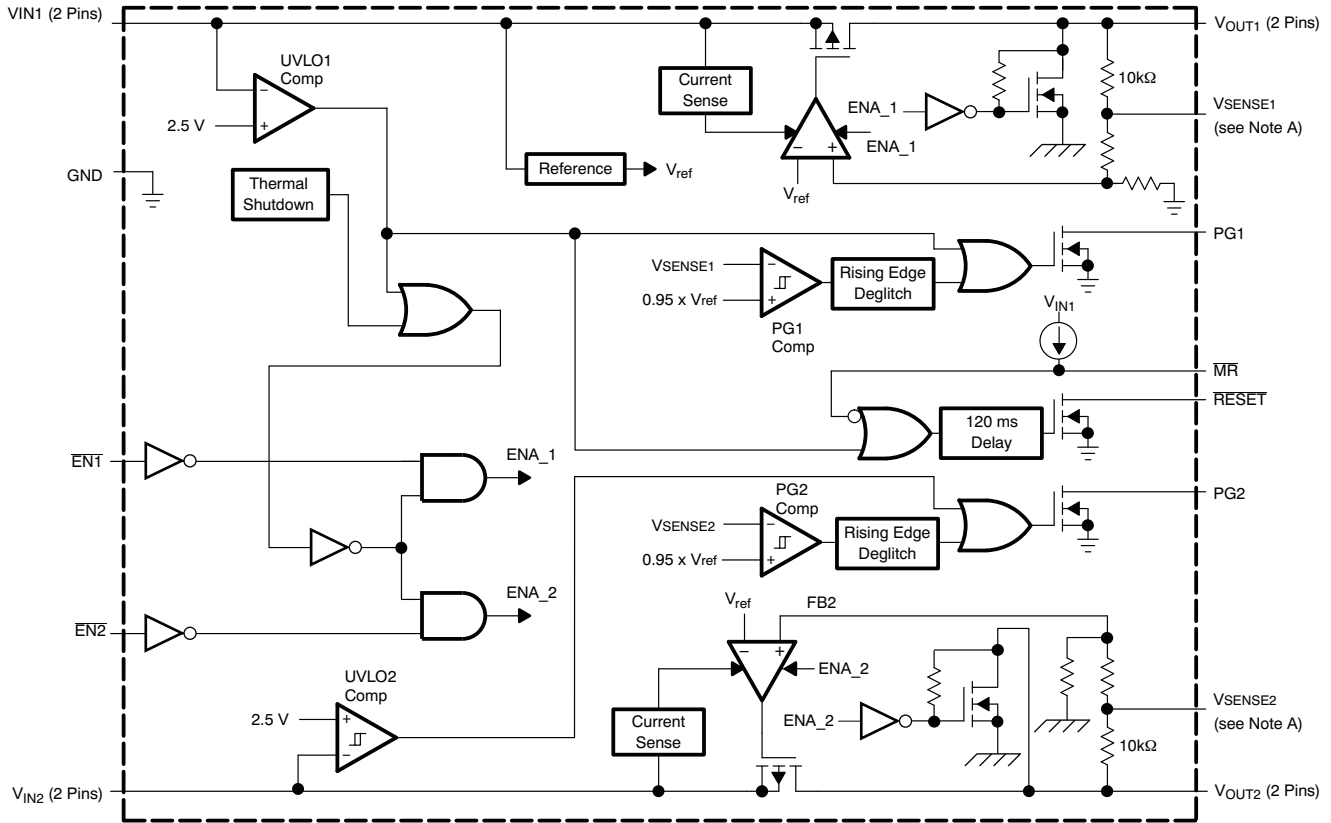 VIN1 (2 Pins)
VOUT1 (2 Pins)
UVLO1
Comp
−
+
2.5 V
Current
Sense
10kΩ
ENA_1
VSENSE1
(see Note A)
ENA_1
−
+
GND
Thermal
Shutdown
Reference
Vref
Vref
PG1
VSENSE1
−
0.95 x Vref
+
Rising Edge
Deglitch
PG1
Comp
VIN1
MR
RESET
120 ms
Delay
EN1
ENA_1
PG2
Comp
PG2
VSENSE2
−
0.95 x Vref
+
Rising Edge
Deglitch
ENA_2
EN2
Vref
FB2
−
+
ENA_2
UVLO2
Comp
2.5 V
+
−
Current
Sense
ENA_2
VSENSE2
(see Note A)
10kΩ
VIN2 (2 Pins)
VOUT2 (2 Pins)